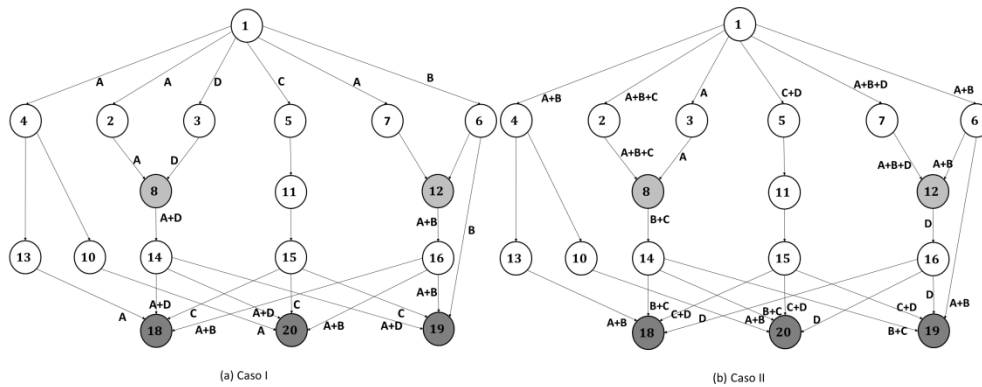 1
A
A
D
C
A
B
4
2
3
5
7
6
A
D
8
11
12
A+D
A+B
B
13
10
14
15
16
A+D
A+B
A
C
A+B
A+D
A
C
A+B
C
A+D
18
20
19
(a) Caso I
1
A+B
A+B+C
A
C+D
A+B+D
A+B
4
2
3
5
7
6
A+B+C
A
A+B+D
A+B
8
11
12
B+C
D
13
10
14
15
16
B+C
D
A+B
C+D
D
A+B
B+C
C+D
D
C+D
B+C
A+B
18
20
19
(b) Caso II